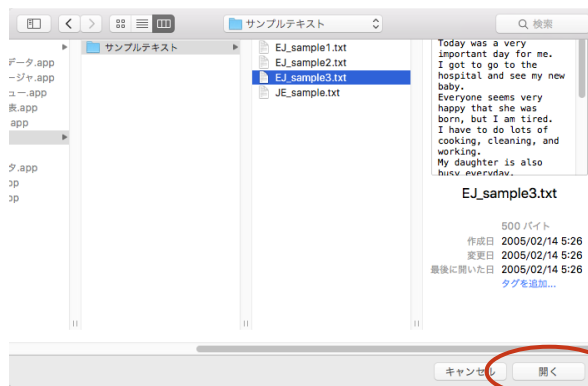 サンプルテキスト
検索
データ.app
ージャ.app
ュー.app
表.app
app
タ.app
pp
pp
サンプルテキスト
EJ_sample1.txt
EJ_sample2.txt
EJ_sample3.txt
JE_sample.txt
Today was a very
important day for me.
I got to go to the
hospital and see my new
baby.
Everyone seems very
happy that she was
born, but I am tired.
I have to do lots of
cooking, cleaning, and
working.
My daughter is also
busy everyday.
EJ_sample3.txt
500 バイト
作成日 2005/02/14 5:26
変更日 2005/02/14 5:26
最後に開いた日 2005/02/14 5:26
タグを追加...
キャンセル
開く